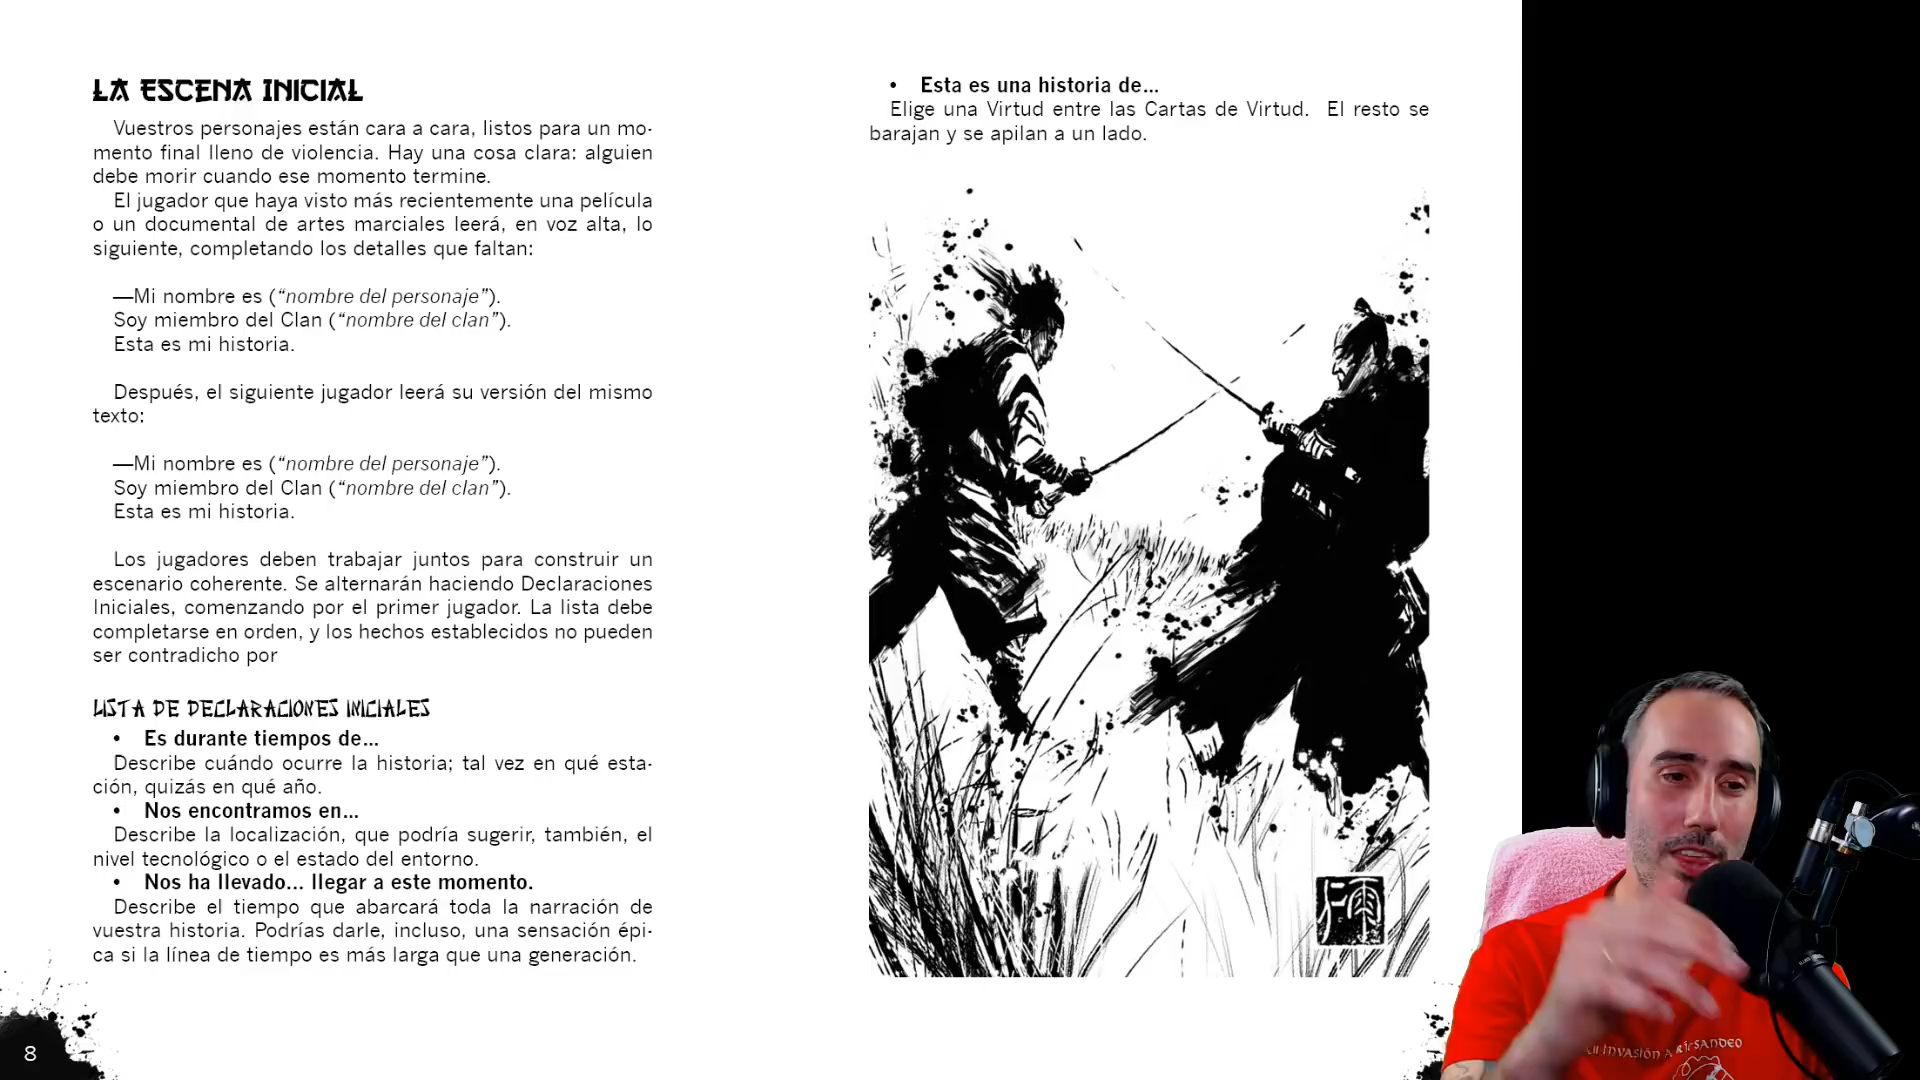 LA ESCENA INICIAL
Vuestros personajes están cara a cara, listos para un mo-
mento final lleno de violencia. Hay una cosa clara: alguien
debe morir cuando ese momento termine.
El jugador que haya visto más recientemente una película
o un documental de artes marciales leerá, en voz alta, lo
siguiente, completando los detalles que faltan:
—Mi nombre es (“nombre del personaje”).
Soy miembro del Clan (“nombre del clan”).
Esta es mi historia.
Después, el siguiente jugador leerá su versión del mismo
texto:
—Mi nombre es (“nombre del personaje”).
Soy miembro del Clan (“nombre del clan”).
Esta es mi historia.
Los jugadores deben trabajar juntos para construir un
escenario coherente. Se alternarán haciendo Declaraciones
Iniciales, comenzando por el primer jugador. La lista debe
completarse en orden, y los hechos establecidos no pueden
ser contradicho por
LISTA DE DECLARACIONES INICIALES
• Es durante tiempos de...
Describe cuándo ocurre la historia; tal vez en qué esta-
ción, quizás en qué año.
• Nos encontramos en...
Describe la localización, que podría sugerir, también, el
nivel tecnológico o el estado del entorno.
• Nos ha llevado... llegar a este momento.
Describe el tiempo que abarcará toda la narración de
vuestra historia. Podrías darle, incluso, una sensación épi-
ca si la línea de tiempo es más larga que una generación.
8
• Esta es una historia de...
Elige una Virtud entre las Cartas de Virtud. El resto se
barajan y se apilan a un lado.
INVASIÓN A